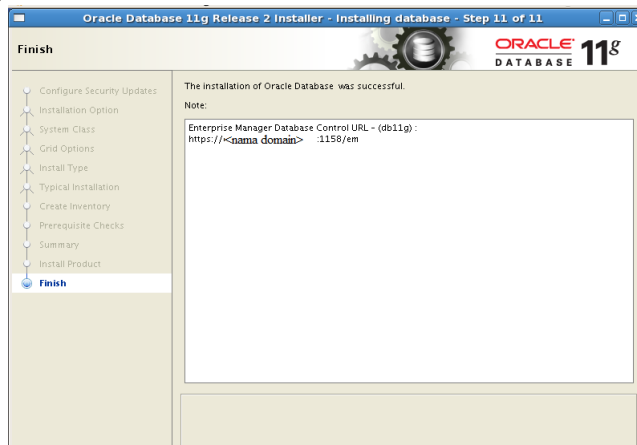 Oracle Database 11g Release 2 Installer - Installing database - Step 11 of 11
Finish
ORACLE
DATABASE 11g
Configure Security Updates
Installation Option
System Class
Grid Options
Install Type
Typical Installation
Create Inventory
Prerequisite Checks
Summary
Install Product
Finish
The installation of Oracle Database was successful.
Note:
Enterprise Manager Database Control URL - (db11g) :
https://<nama domain> :1158/em